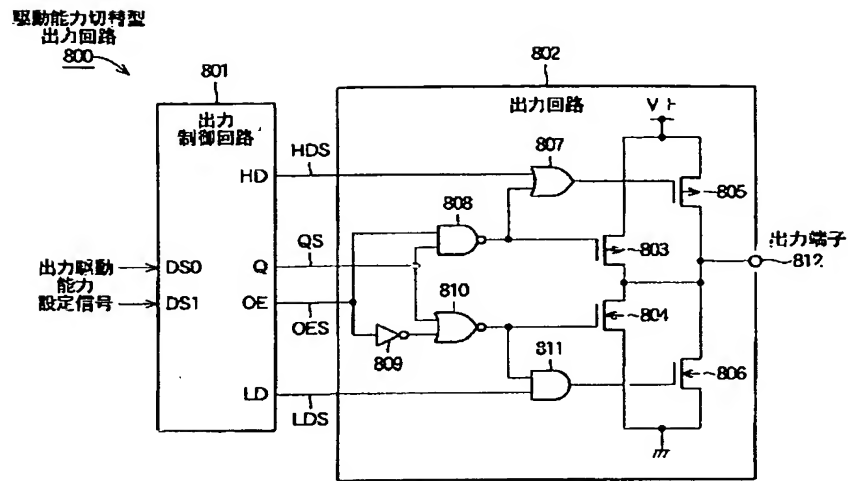 駆動能力切替型
出力回路
800
801
出力
制御回路
HD
DS0
Q
DS1
OE
LD
出力駆動
能力
設定信号
HDS
QS
OES
LDS
802
出力回路
807
808
805
803
810
809
804
811
806
出力端子
812